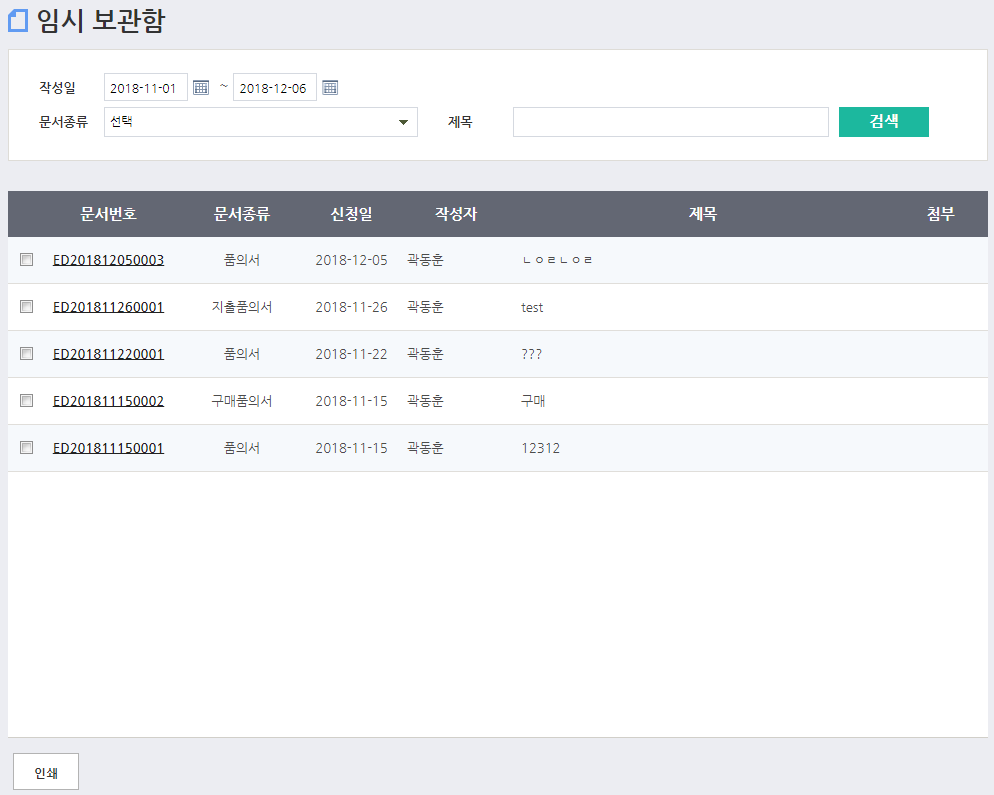 임시 보관함
작성일 2018-11-01 ~ 2018-12-06
문서종류 선택 제목 검색
문서번호 문서종류 신청일 작성자 제목 첨부
ED201812050003 품의서 2018-12-05 곽동훈 ㄴㅇㄹㄴㅇㄹ
ED201811260001 지출품의서 2018-11-26 곽동훈 test
ED201811220001 품의서 2018-11-22 곽동훈 ???
ED201811150002 구매품의서 2018-11-15 곽동훈 구매
ED201811150001 품의서 2018-11-15 곽동훈 12312
인쇄